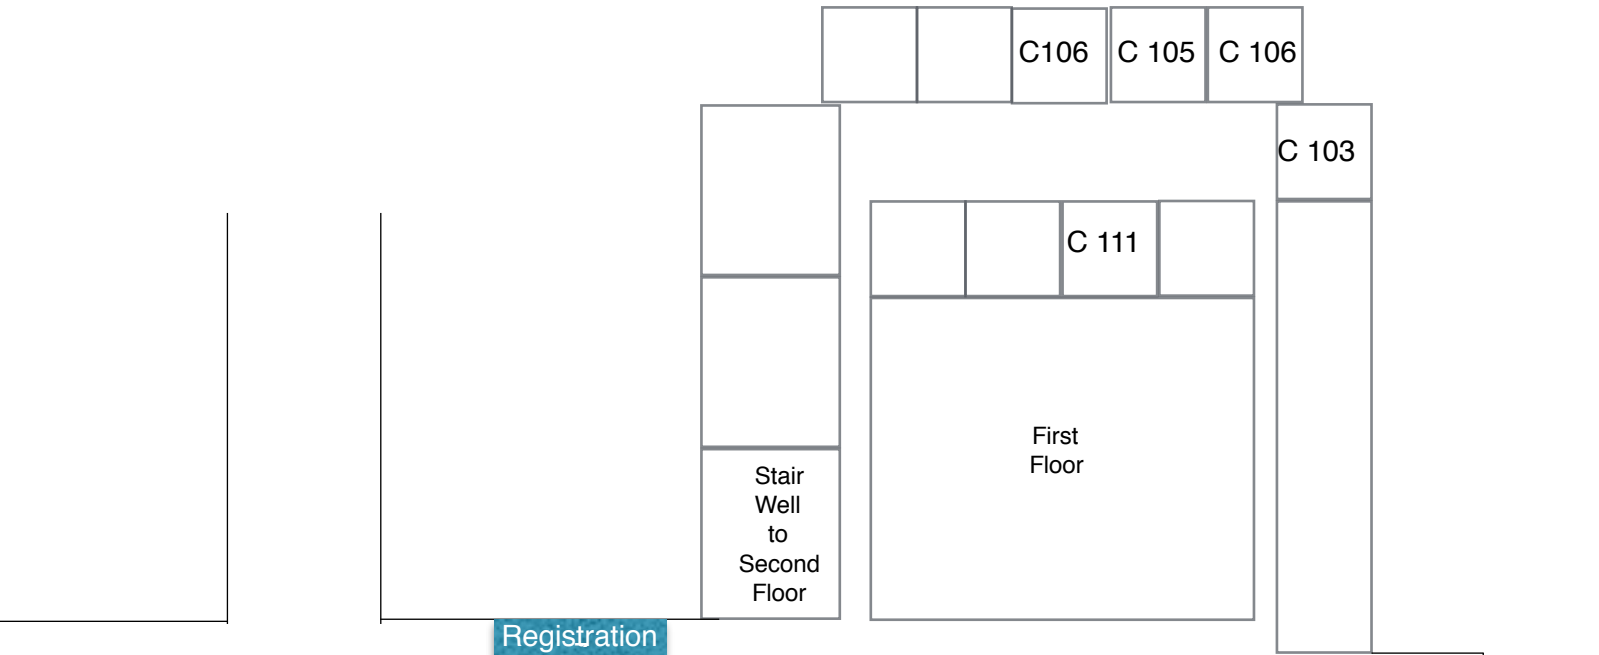 C106
C 105
C 106
C 103
C 111
First
Floor
Stair
Well
to
Second
Floor
Registration